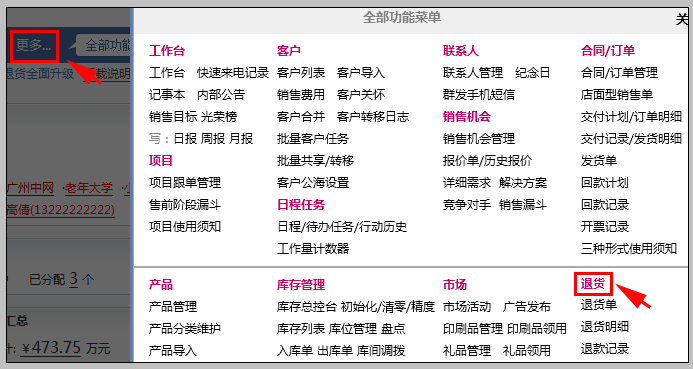 全部功能菜单
关
更多...
全部功能
退货全面升级
下载说明
广州中网 ·老年大学
高倩(13222222222)
已分配 3 个
汇总
¥473.75 万元
工作台
工作台 快速来电记录
记事本 内部公告
销售目标 光荣榜
写：日报 周报 月报
项目
项目跟单管理
售前阶段漏斗
项目使用须知
客户
客户列表 客户导入
销售费用 客户关怀
客户合并 客户转移日志
批量客户任务
批量共享/转移
客户公海设置
日程任务
日程/待办任务/行动历史
工作量计数器
联系人
联系人管理 纪念日
群发手机短信
销售机会
销售机会管理
报价单/历史报价
详细需求 解决方案
竞争对手 销售漏斗
合同/订单
合同/订单管理
店面型销售单
交付计划/订单明细
交付记录/发货明细
发货单
回款计划
回款记录
开票记录
三种形式使用须知
产品
产品管理
产品分类维护
产品导入
库存管理
库存总控台 初始化/清零/精度
库存列表 库位管理 盘点
入库单 出库单 库间调拨
市场
市场活动 广告发布
印刷品管理 印刷品领用
礼品管理 礼品领用
退货
退货单
退货明细
退款记录